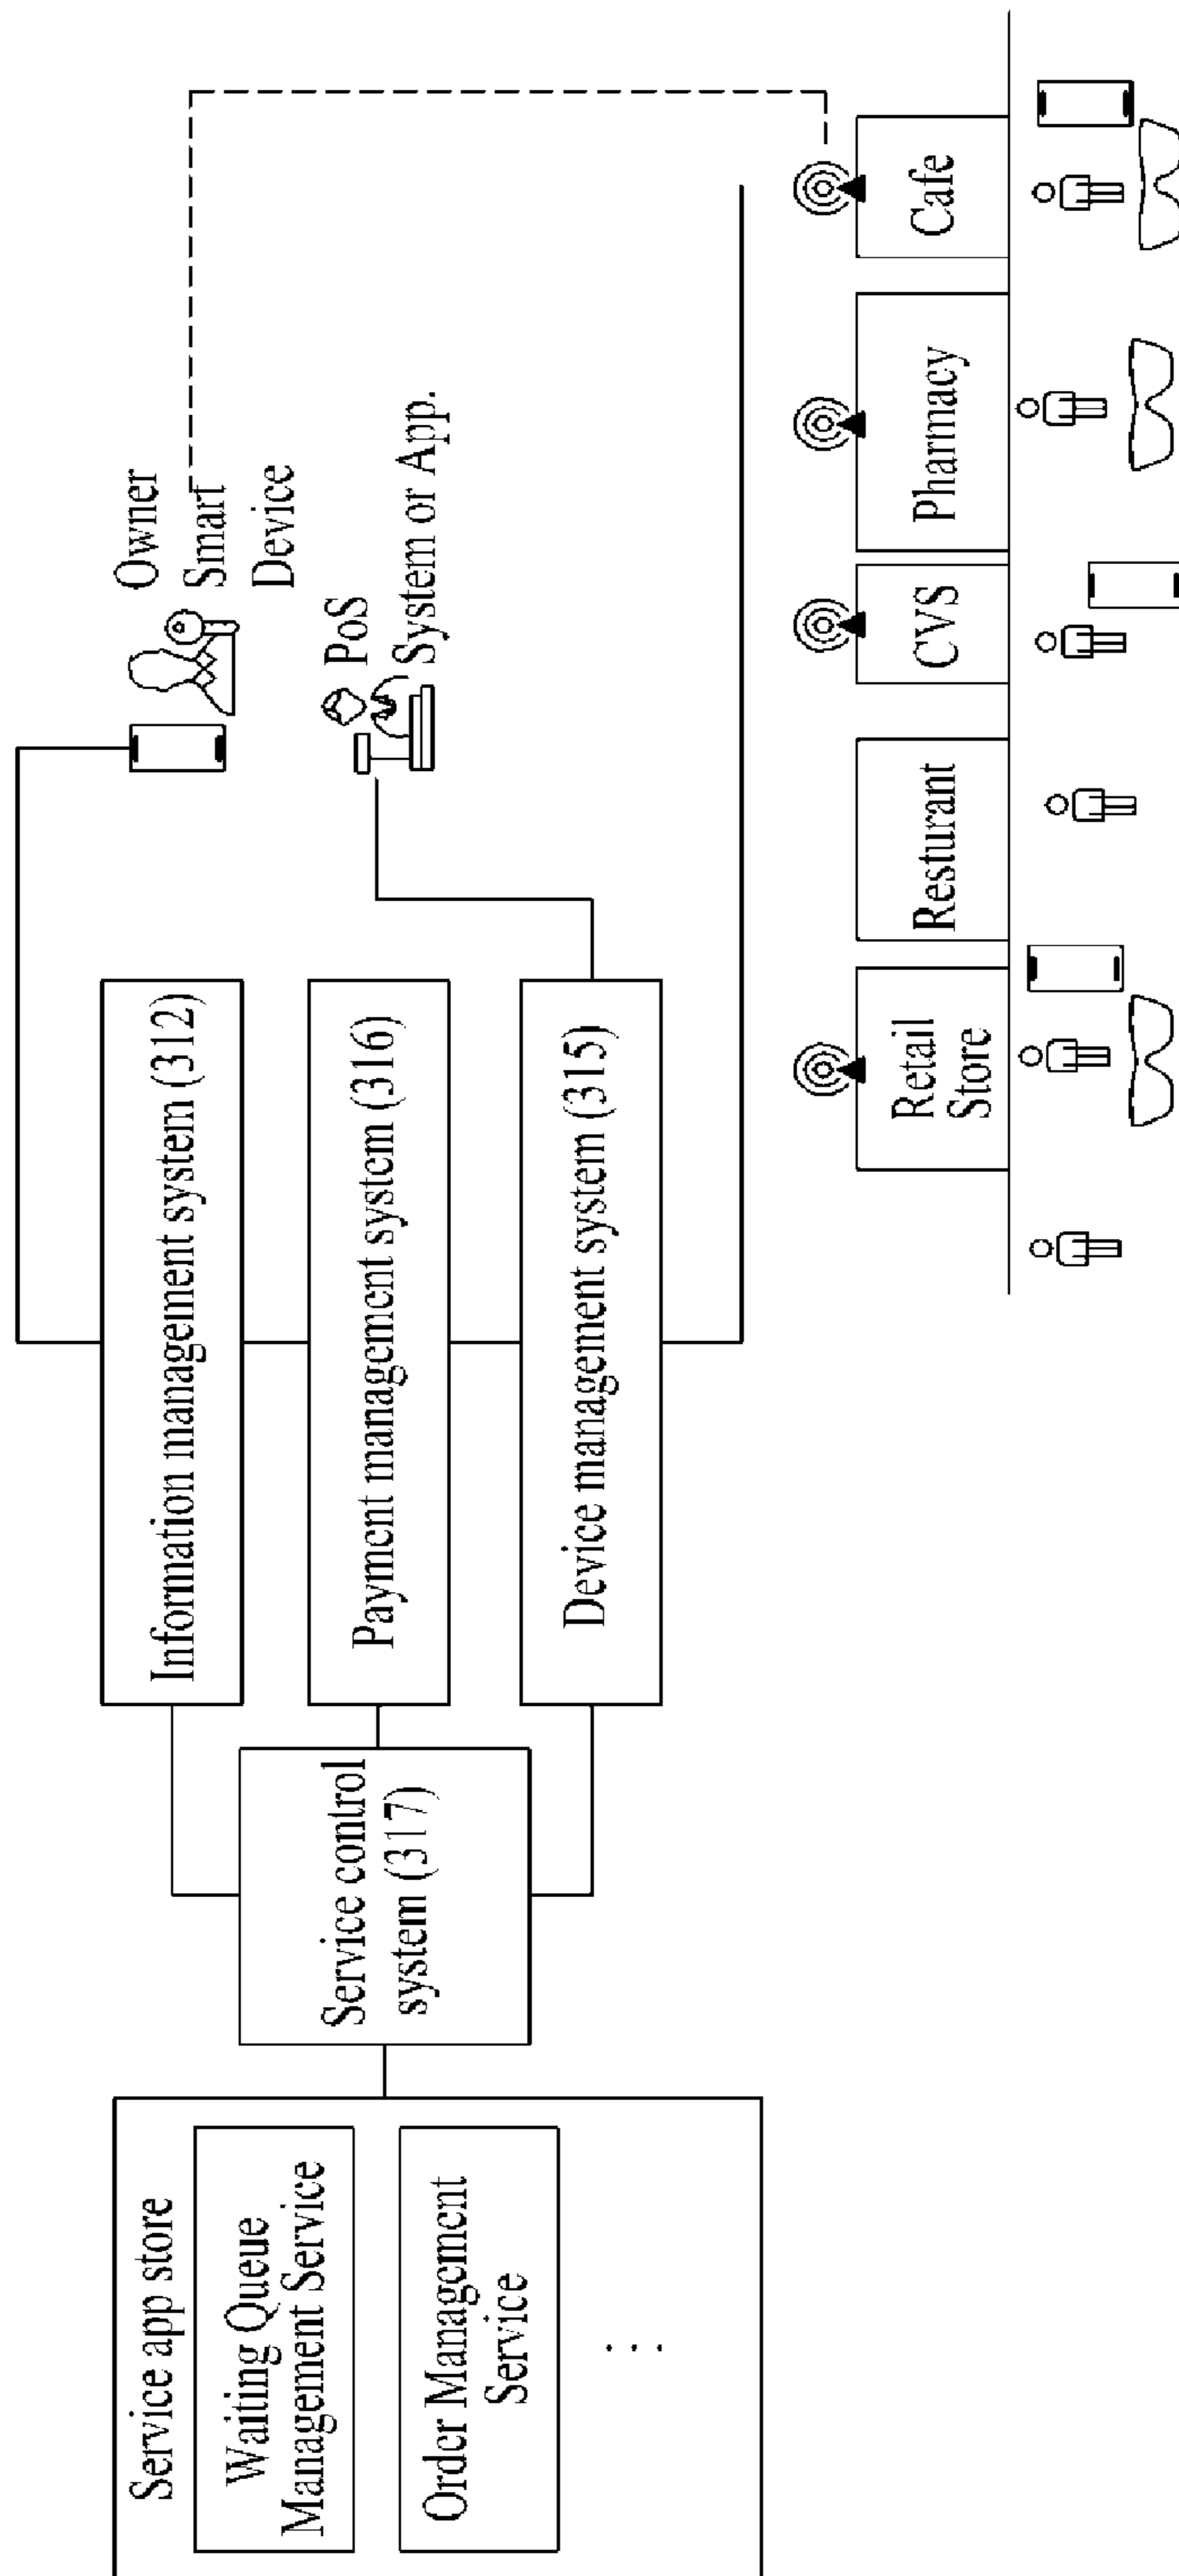 Service app store
Waiting Queue
Management Service
Order Management
Service
. . .
Service control
system (317)
Information management system (312)
Payment management system (316)
Device management system (315)
Owner
Smart
Device
PoS
System or App.
Retail
Store
Resturant
CVS
Pharmacy
Cafe